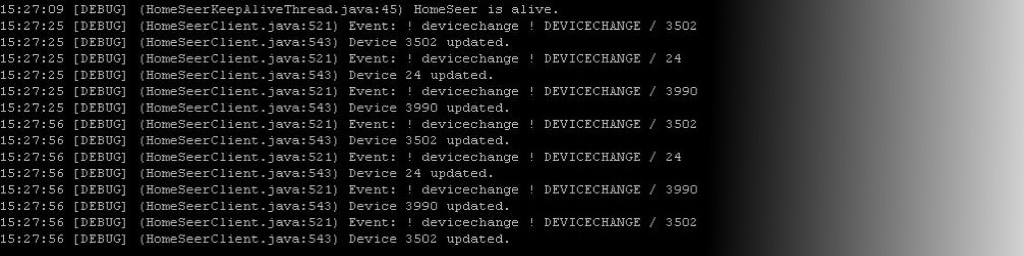 15:27:09 [DEBUG] (HomeSeerKeepAliveThread.java:45) HomeSeer is alive.
15:27:25 [DEBUG] (HomeSeerClient.java:521) Event: ! devicechange ! DEVICECHANGE / 3502
15:27:25 [DEBUG] (HomeSeerClient.java:543) Device 3502 updated.
15:27:25 [DEBUG] (HomeSeerClient.java:521) Event: ! devicechange ! DEVICECHANGE / 24
15:27:25 [DEBUG] (HomeSeerClient.java:543) Device 24 updated.
15:27:25 [DEBUG] (HomeSeerClient.java:521) Event: ! devicechange ! DEVICECHANGE / 3990
15:27:25 [DEBUG] (HomeSeerClient.java:543) Device 3990 updated.
15:27:56 [DEBUG] (HomeSeerClient.java:521) Event: ! devicechange ! DEVICECHANGE / 3502
15:27:56 [DEBUG] (HomeSeerClient.java:543) Device 3502 updated.
15:27:56 [DEBUG] (HomeSeerClient.java:521) Event: ! devicechange ! DEVICECHANGE / 24
15:27:56 [DEBUG] (HomeSeerClient.java:543) Device 24 updated.
15:27:56 [DEBUG] (HomeSeerClient.java:521) Event: ! devicechange ! DEVICECHANGE / 3990
15:27:56 [DEBUG] (HomeSeerClient.java:543) Device 3990 updated.
15:27:56 [DEBUG] (HomeSeerClient.java:521) Event: ! devicechange ! DEVICECHANGE / 3502
15:27:56 [DEBUG] (HomeSeerClient.java:543) Device 3502 updated.